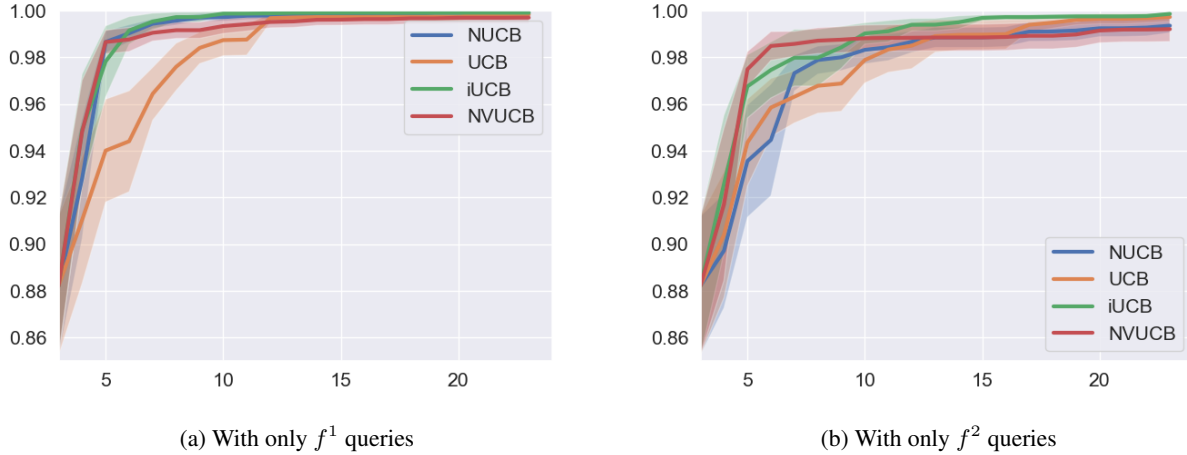 1.00
0.98
0.96
0.94
0.92
0.90
0.88
0.86
5 10 15 20
NUCB
UCB
iUCB
NVUCB
(a) With only f¹ queries
1.00
0.98
0.96
0.94
0.92
0.90
0.88
0.86
5 10 15 20
NUCB
UCB
iUCB
NVUCB
(b) With only f² queries